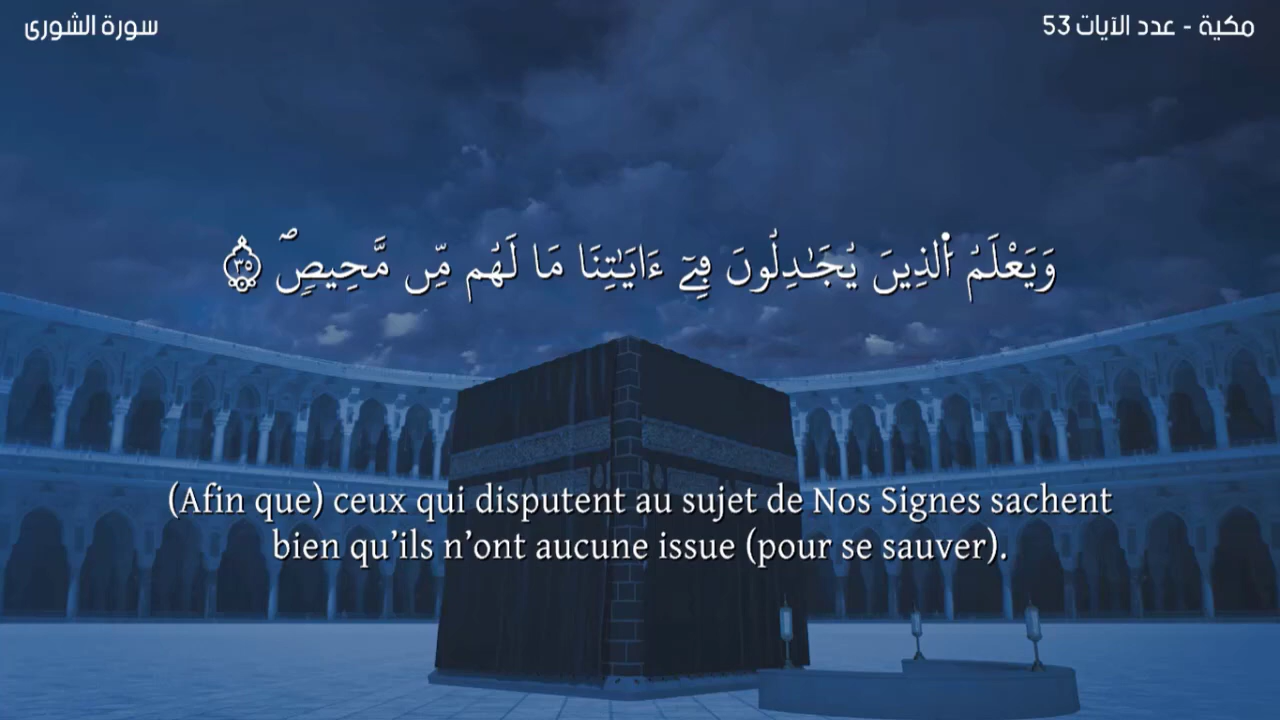 سورة الشورى
مكية - عدد الآيات 53
وَيَعْلَمُ اُ۬لذِينَ يُجَٰدِلُونَ فِےٓ ءَايَٰتِنَا مَا لَهُم مِّن مَّحِيصٖۖ ٣٥
(Afin que) ceux qui disputent au sujet de Nos Signes sachent
bien qu’ils n’ont aucune issue (pour se sauver).